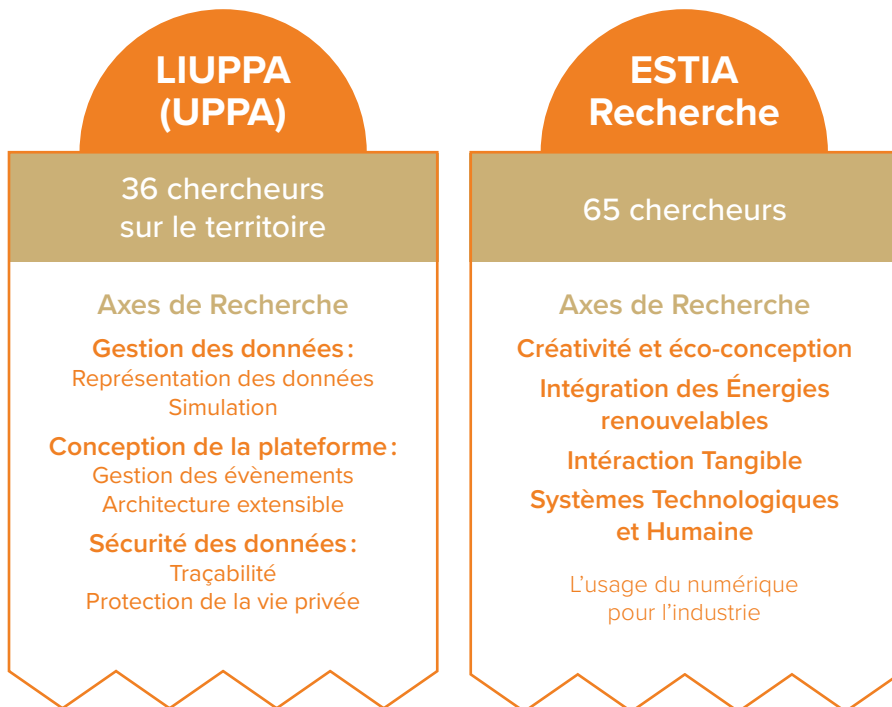 LIUPPA
(UPPA)
36 chercheurs
sur le territoire
Axes de Recherche
Gestion des données :
Représentation des données
Simulation
Conception de la plateforme :
Gestion des évènements
Architecture extensible
Sécurité des données :
Traçabilité
Protection de la vie privée
ESTIA
Recherche
65 chercheurs
Axes de Recherche
Créativité et éco-conception
Intégration des Énergies
renouvelables
Intéraction Tangible
Systèmes Technologiques
et Humaine
L'usage du numérique
pour l'industrie